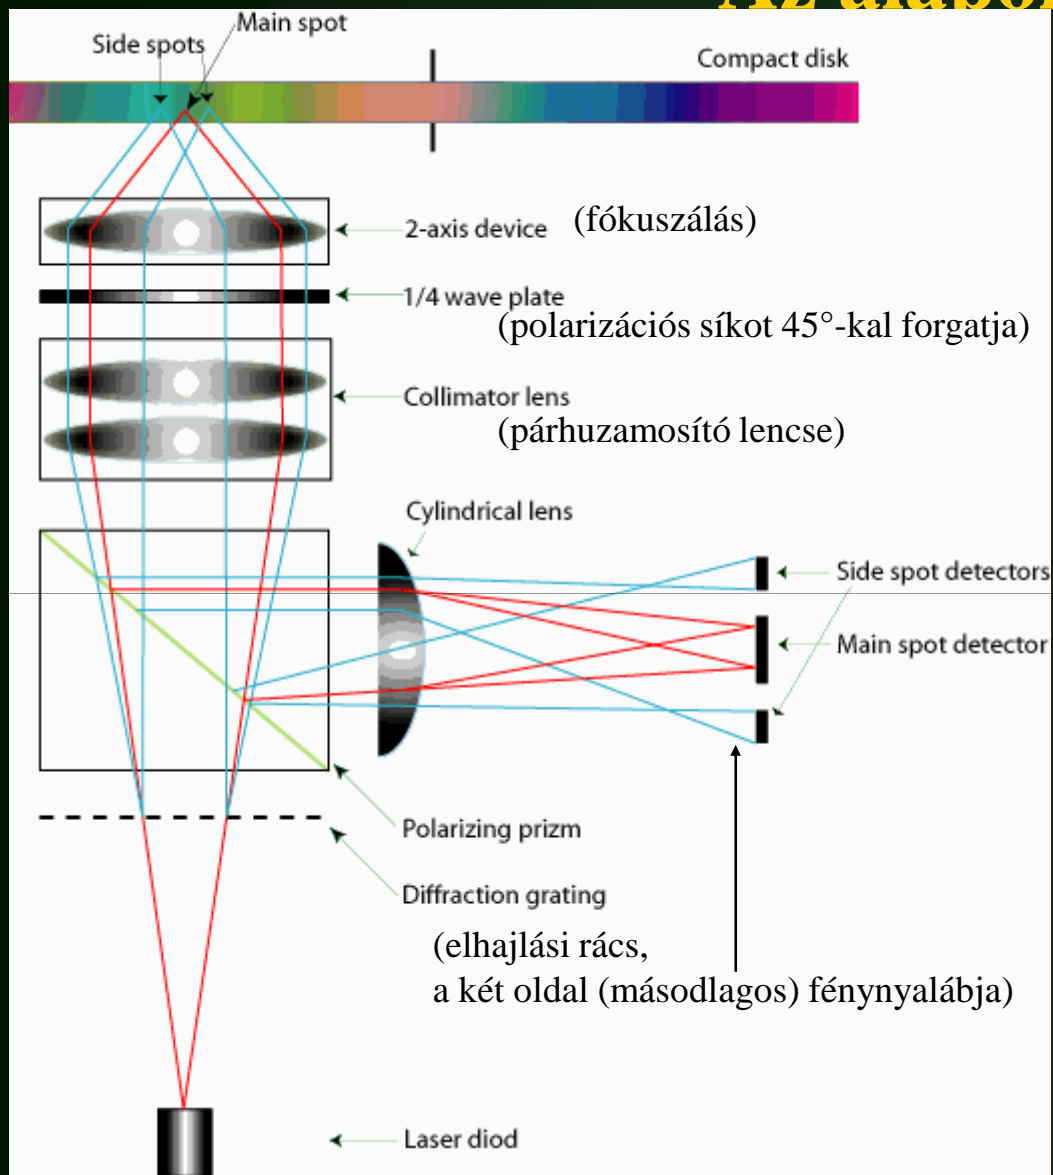 Main spot
Side spots
Compact disk
2-axis device (fókuszálás)
1/4 wave plate
(polarizációs síkot 45°-kal forgatja)
Collimator lens
(párhuzamosító lencse)
Cylindrical lens
Side spot detectors
Main spot detector
Polarizing prizm
Diffraction grating
(elhajlási rács,
a két oldal (másodlagos) fénynyalábja)
Laser diod